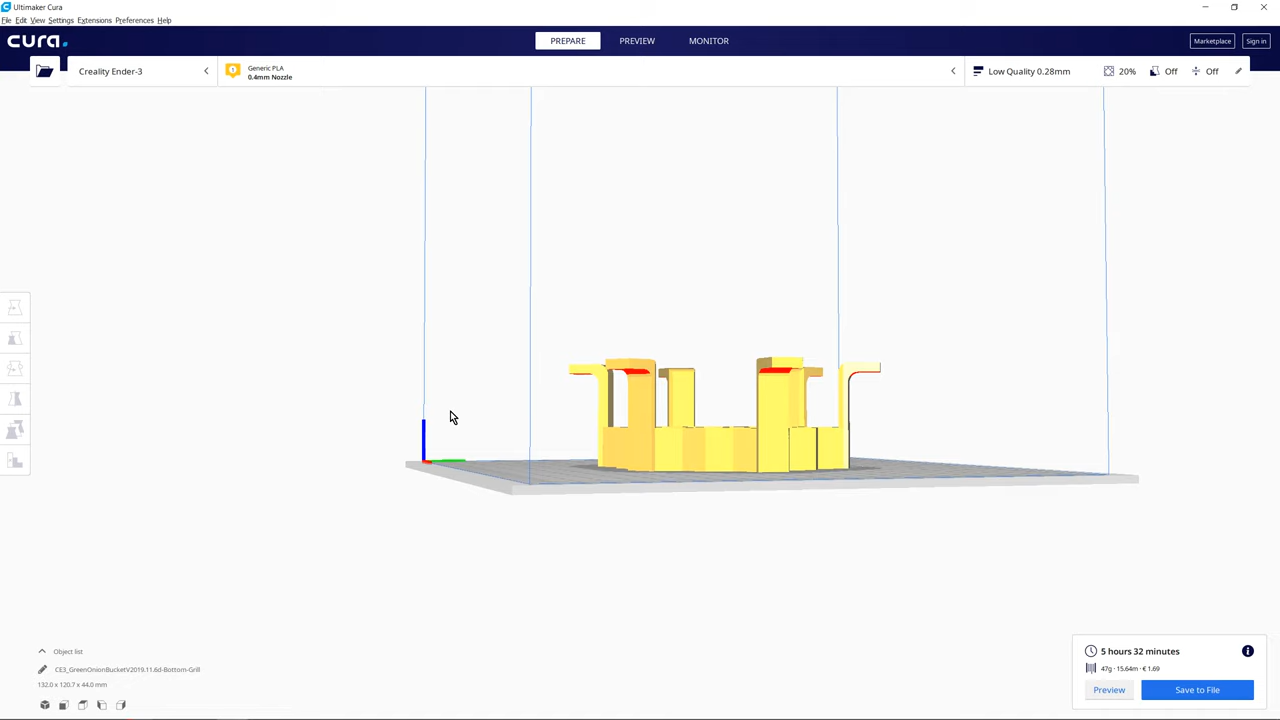 Ultimaker Cura
File Edit View Settings Extensions Preferences Help
cura.
PREPARE
PREVIEW
MONITOR
Marketplace
Sign in
Creality Ender-3
Generic PLA
0.4mm Nozzle
Low Quality 0.28mm
20%
Off
Off
Object list
CE3_GreenOnionBucketV2019.11.6d-Bottom-Grill
132.0 x 120.7 x 44.0 mm
5 hours 32 minutes
47g · 15.64m · € 1.69
Preview
Save to File